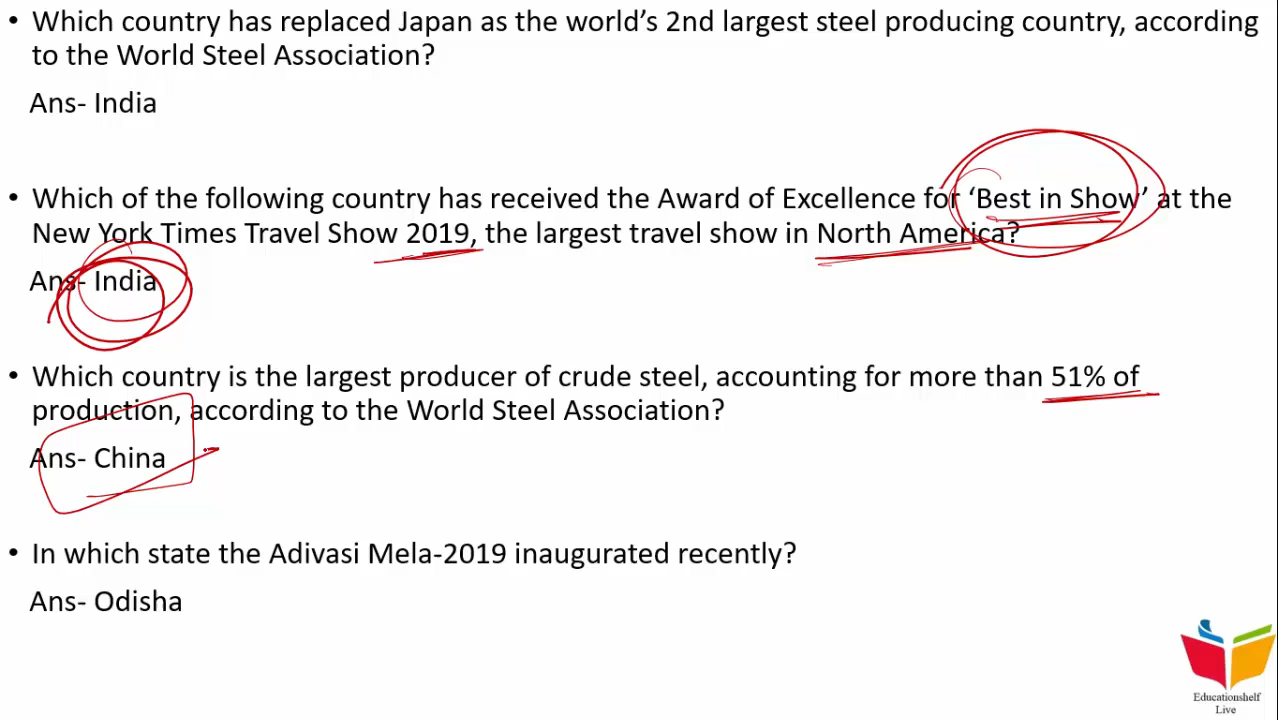 • Which country has replaced Japan as the world’s 2nd largest steel producing country, according
to the World Steel Association?
Ans- India
• Which of the following country has received the Award of Excellence for ‘Best in Show’ at the
New York Times Travel Show 2019, the largest travel show in North America?
Ans- India
• Which country is the largest producer of crude steel, accounting for more than 51% of
production, according to the World Steel Association?
Ans- China
• In which state the Adivasi Mela-2019 inaugurated recently?
Ans- Odisha
Educationshelf
Live